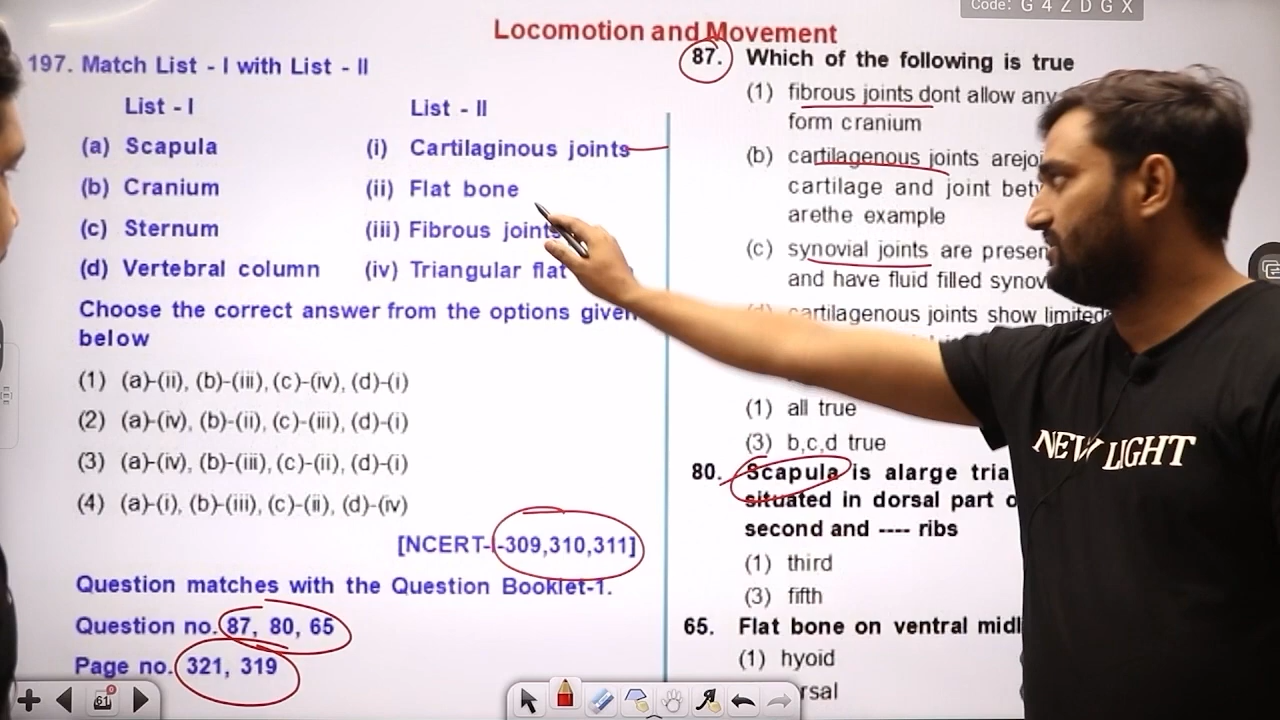 Code: G 4 Z D G X
Locomotion and Movement
197. Match List - I with List - II
List - I List - II
(a) Scapula (i) Cartilaginous joints
(b) Cranium (ii) Flat bone
(c) Sternum (iii) Fibrous joints
(d) Vertebral column (iv) Triangular flat
Choose the correct answer from the options given
below
(1) (a)-(ii), (b)-(iii), (c)-(iv), (d)-(i)
(2) (a)-(iv), (b)-(ii), (c)-(iii), (d)-(i)
(3) (a)-(iv), (b)-(iii), (c)-(ii), (d)-(i)
(4) (a)-(i), (b)-(iii), (c)-(ii), (d)-(iv)
[NCERT-I-309,310,311]
Question matches with the Question Booklet-1.
Question no. 87, 80, 65
Page no. 321, 319
87. Which of the following is true
(1) fibrous joints dont allow any
form cranium
(b) cartilagenous joints
cartilage and joint
arethe example
(c) synovial joints are
and have fluid filled
cartilagenous joints show limited
(1) all true
(3) b,c,d true
80. Scapula is alarge
situated in dorsal part
second and ---- ribs
(1) third
(3) fifth
65. Flat bone on ventral
(1) hyoid
61
NEW LIGHT